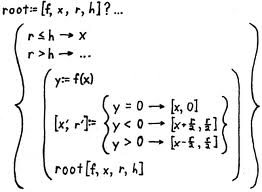 root:= [f, x, r, h] ? ...
r ≤ h → x
r > h → ...
y:= f(x)
y = 0 → [x, 0]
[x', r']:= y < 0 → [x+r/2, r/2]
y > 0 → [x-r/2, r/2]
root[f, x, r, h]